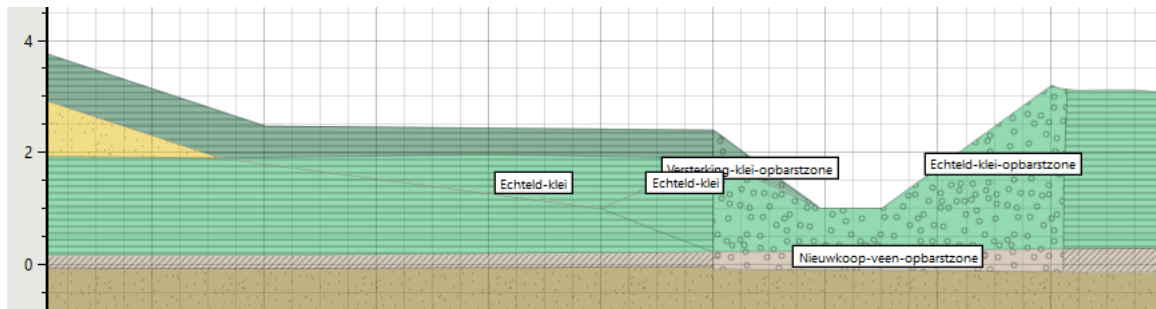 4
2
Versterking-klei-opbarstzone
Echteld-klei-opbarstzone
Echteld-klei
Echteld-klei
Nieuwkoop-veen-opbarstzone
0